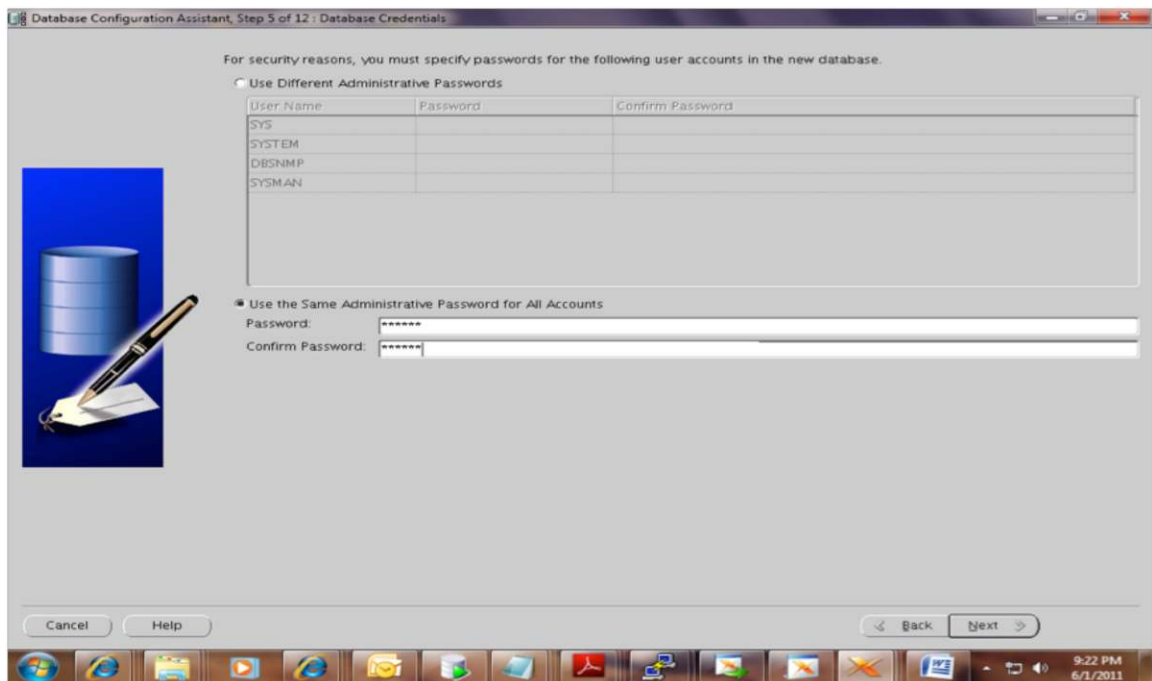 Database Configuration Assistant, Step 5 of 12 : Database Credentials
For security reasons, you must specify passwords for the following user accounts in the new database.
Use Different Administrative Passwords
User Name Password Confirm Password
SYS
SYSTEM
DBSNMP
SYSMAN
Use the Same Administrative Password for All Accounts
Password: ******
Confirm Password: ******
Cancel Help Back Next
9:22 PM
6/1/2011